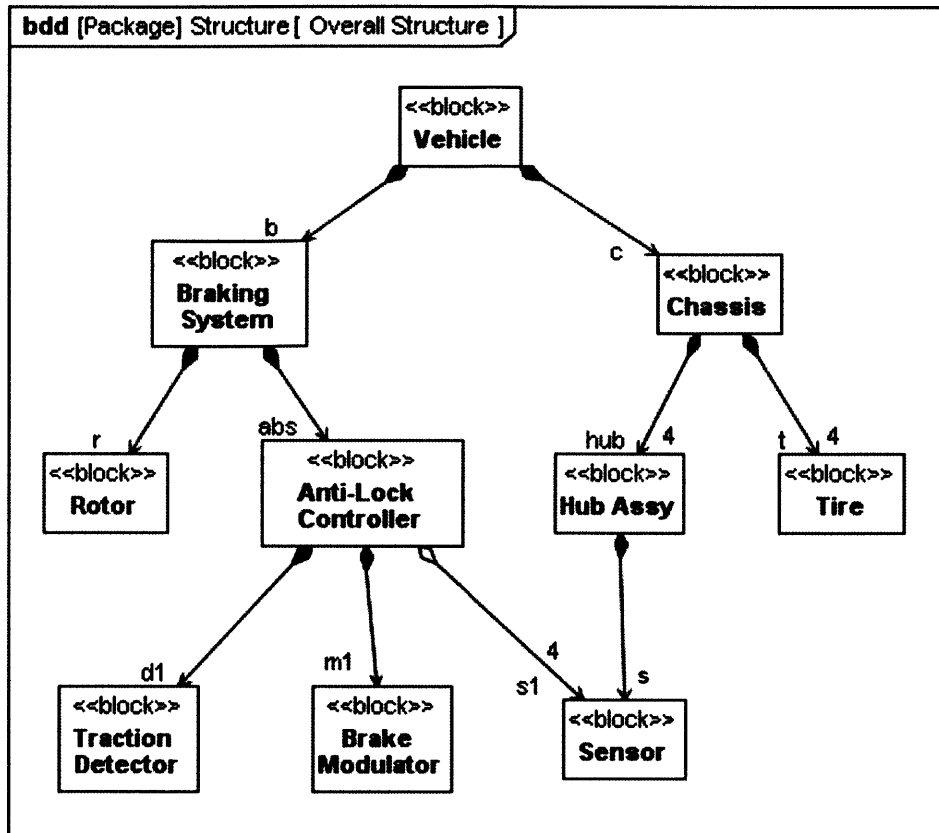 bdd [Package] Structure [ Overall Structure ]
<<block>>
Vehicle
b
c
<<block>>
Braking
System
<<block>>
Chassis
r
abs
hub
4
t
4
<<block>>
Rotor
<<block>>
Anti-Lock
Controller
<<block>>
Hub Assy
<<block>>
Tire
d1
m1
4
s1
s
<<block>>
Traction
Detector
<<block>>
Brake
Modulator
<<block>>
Sensor